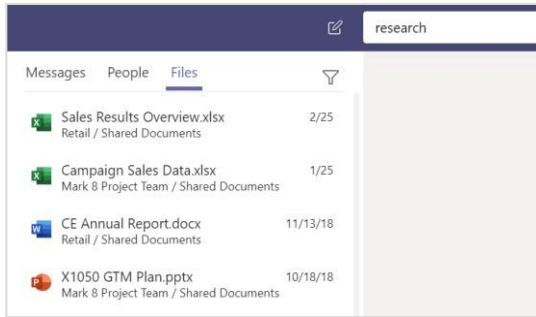 research
Messages People Files
Sales Results Overview.xlsx 2/25
Retail / Shared Documents
Campaign Sales Data.xlsx 1/25
Mark 8 Project Team / Shared Documents
CE Annual Report.docx 11/13/18
Retail / Shared Documents
X1050 GTM Plan.pptx 10/18/18
Mark 8 Project Team / Shared Documents